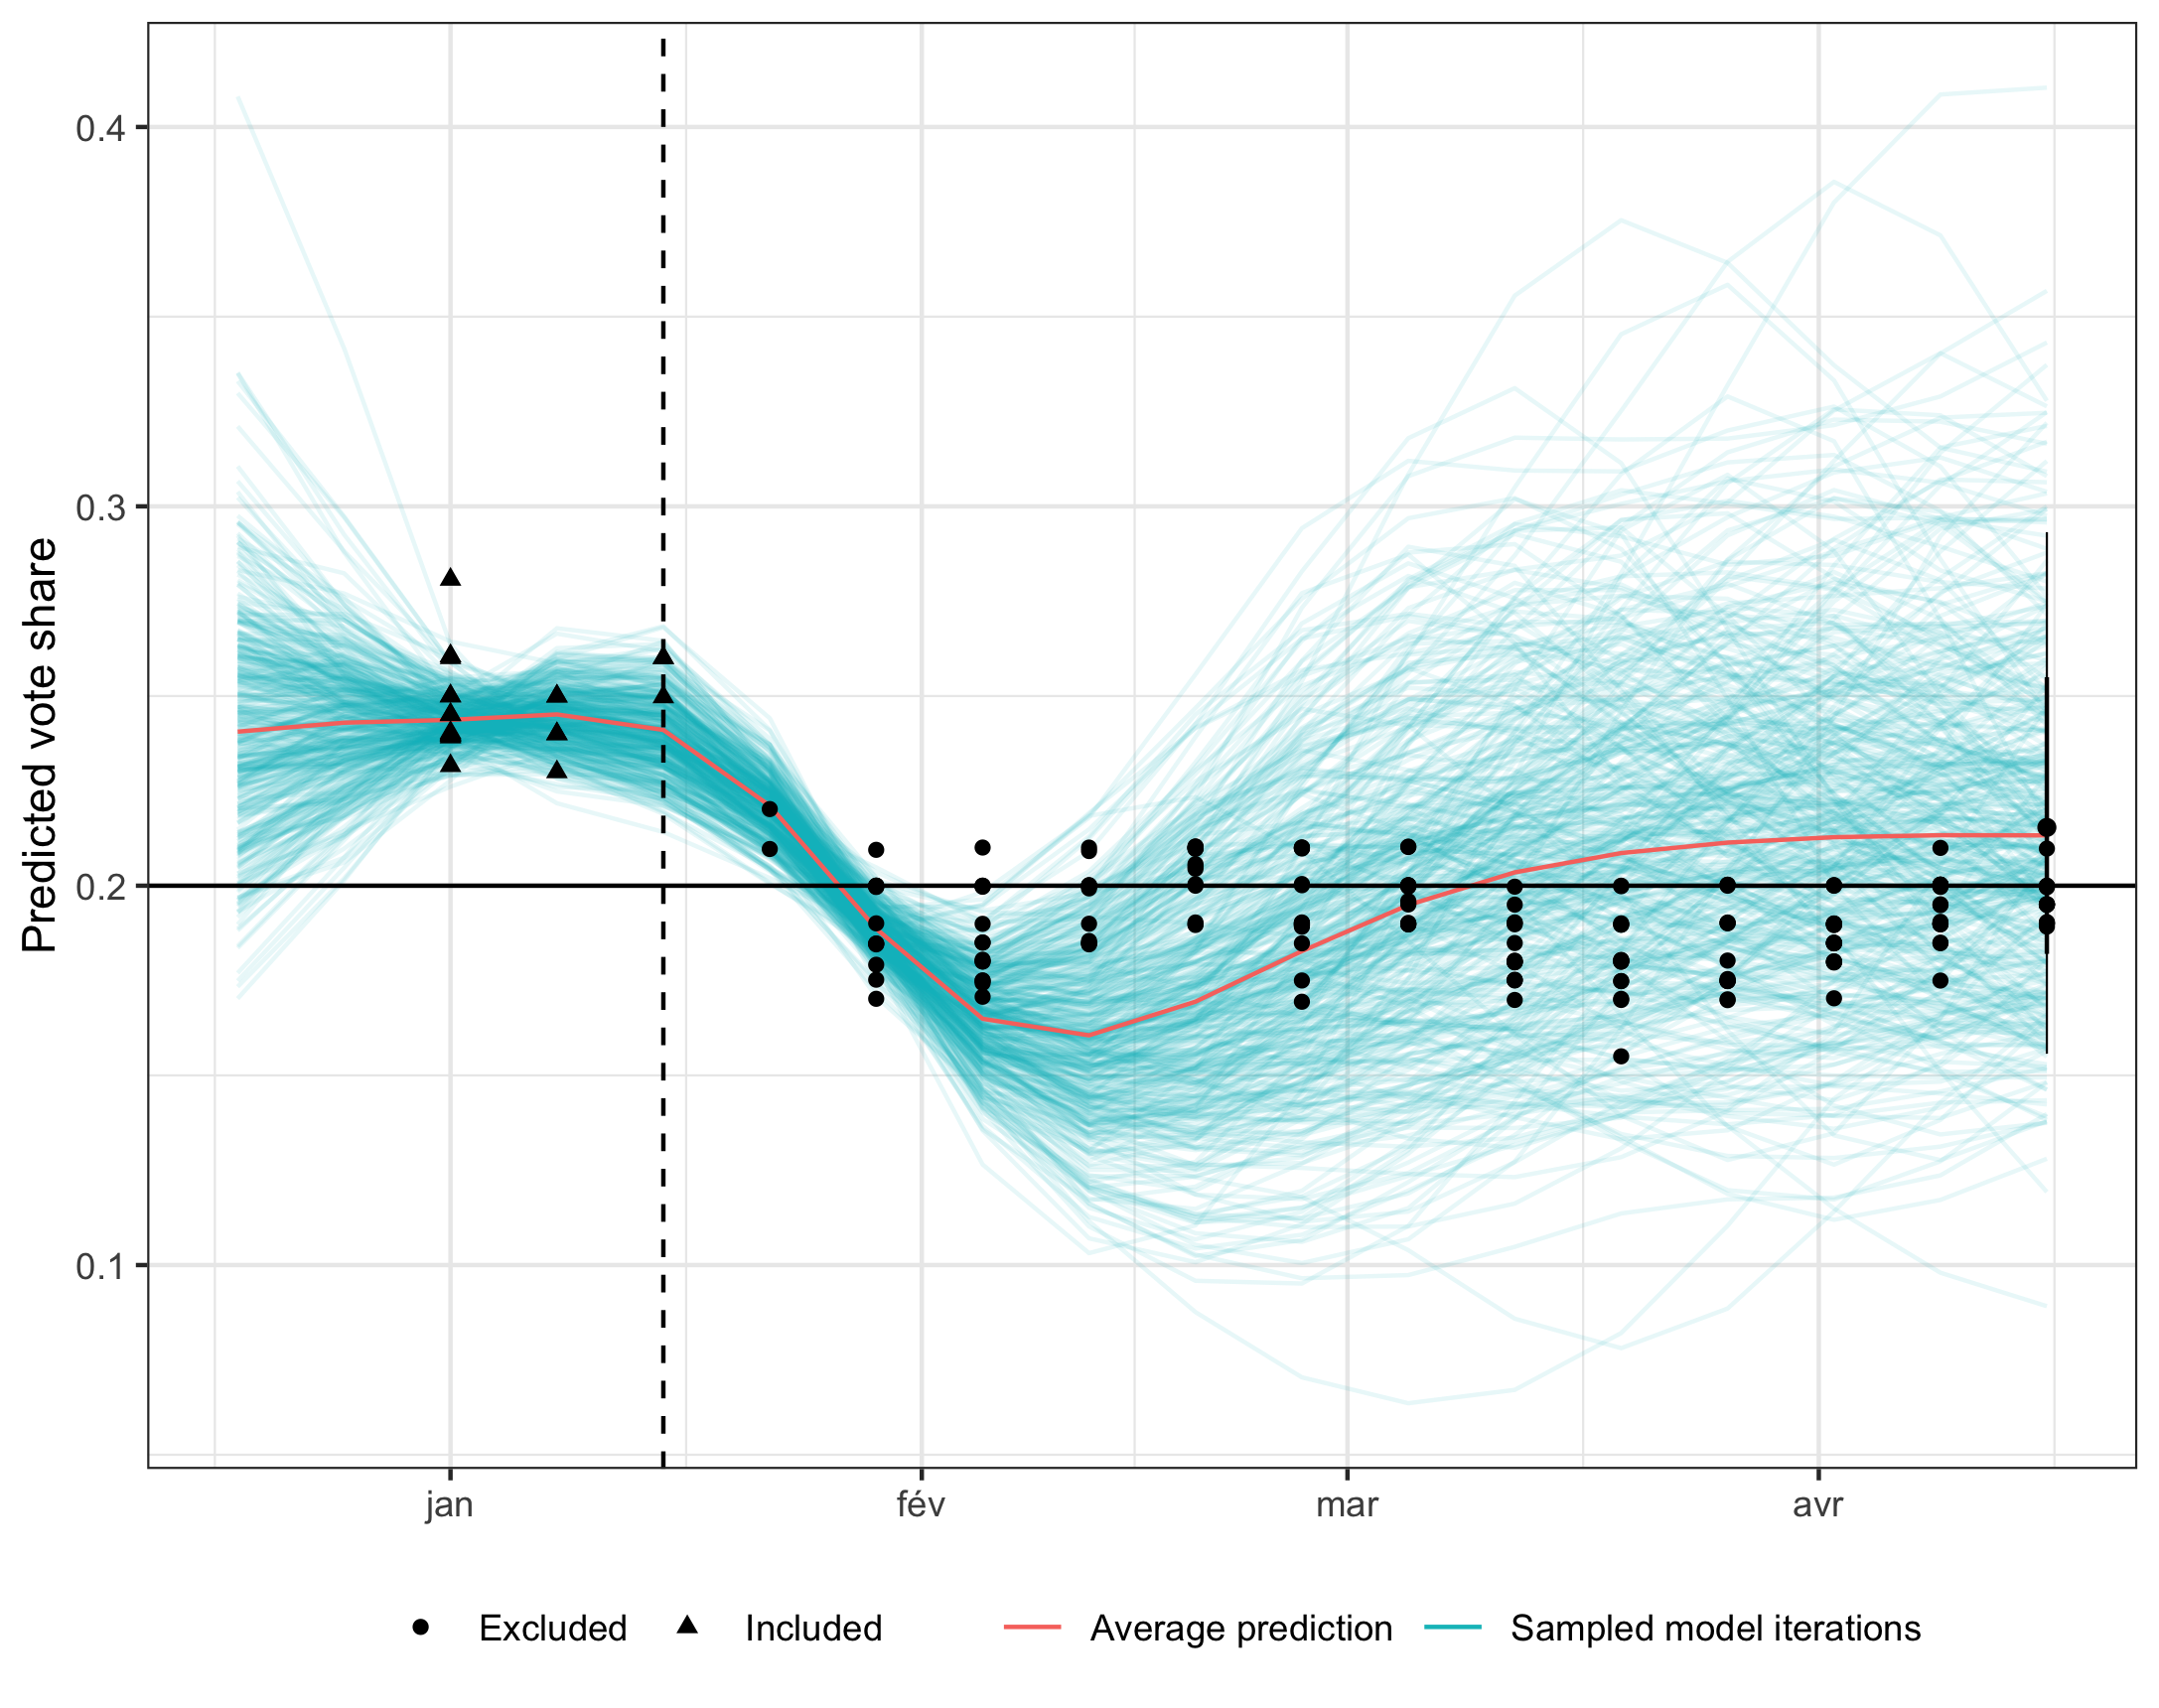 Predicted vote share
0.4
0.3
0.2
0.1
jan fév mar avr
Excluded Included Average prediction Sampled model iterations